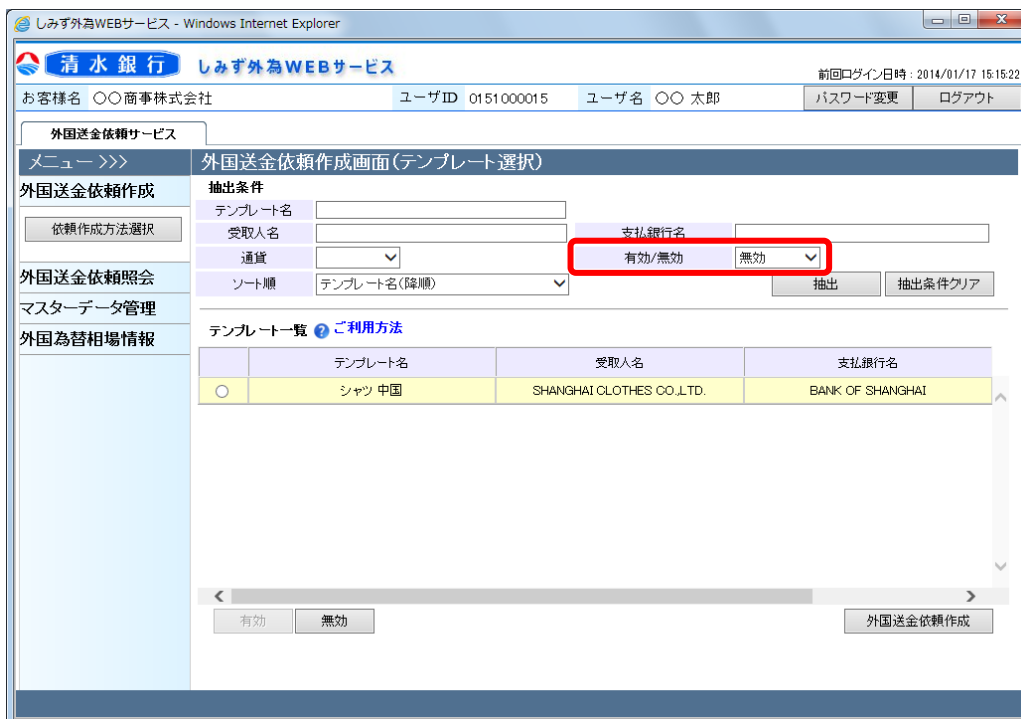 しみず外為WEBサービス - Windows Internet Explorer
清水銀行 しみず外為WEBサービス
前回ログイン日時 : 2014/01/17 15:15:22
お客様名 〇〇商事株式会社 ユーザID 0151000015 ユーザ名 〇〇 太郎 パスワード変更 ログアウト
外国送金依頼サービス
メニュー >>> 外国送金依頼作成画面(テンプレート選択)
外国送金依頼作成 抽出条件
テンプレート名
依頼作成方法選択 受取人名 支払銀行名
通貨 有効/無効 無効
外国送金依頼照会 ソート順 テンプレート名(降順) 抽出 抽出条件クリア
マスターデータ管理
外国為替相場情報 テンプレート一覧 ? ご利用方法
テンプレート名 受取人名 支払銀行名
シャツ 中国 SHANGHAI CLOTHES CO.,LTD. BANK OF SHANGHAI
有効 無効 外国送金依頼作成